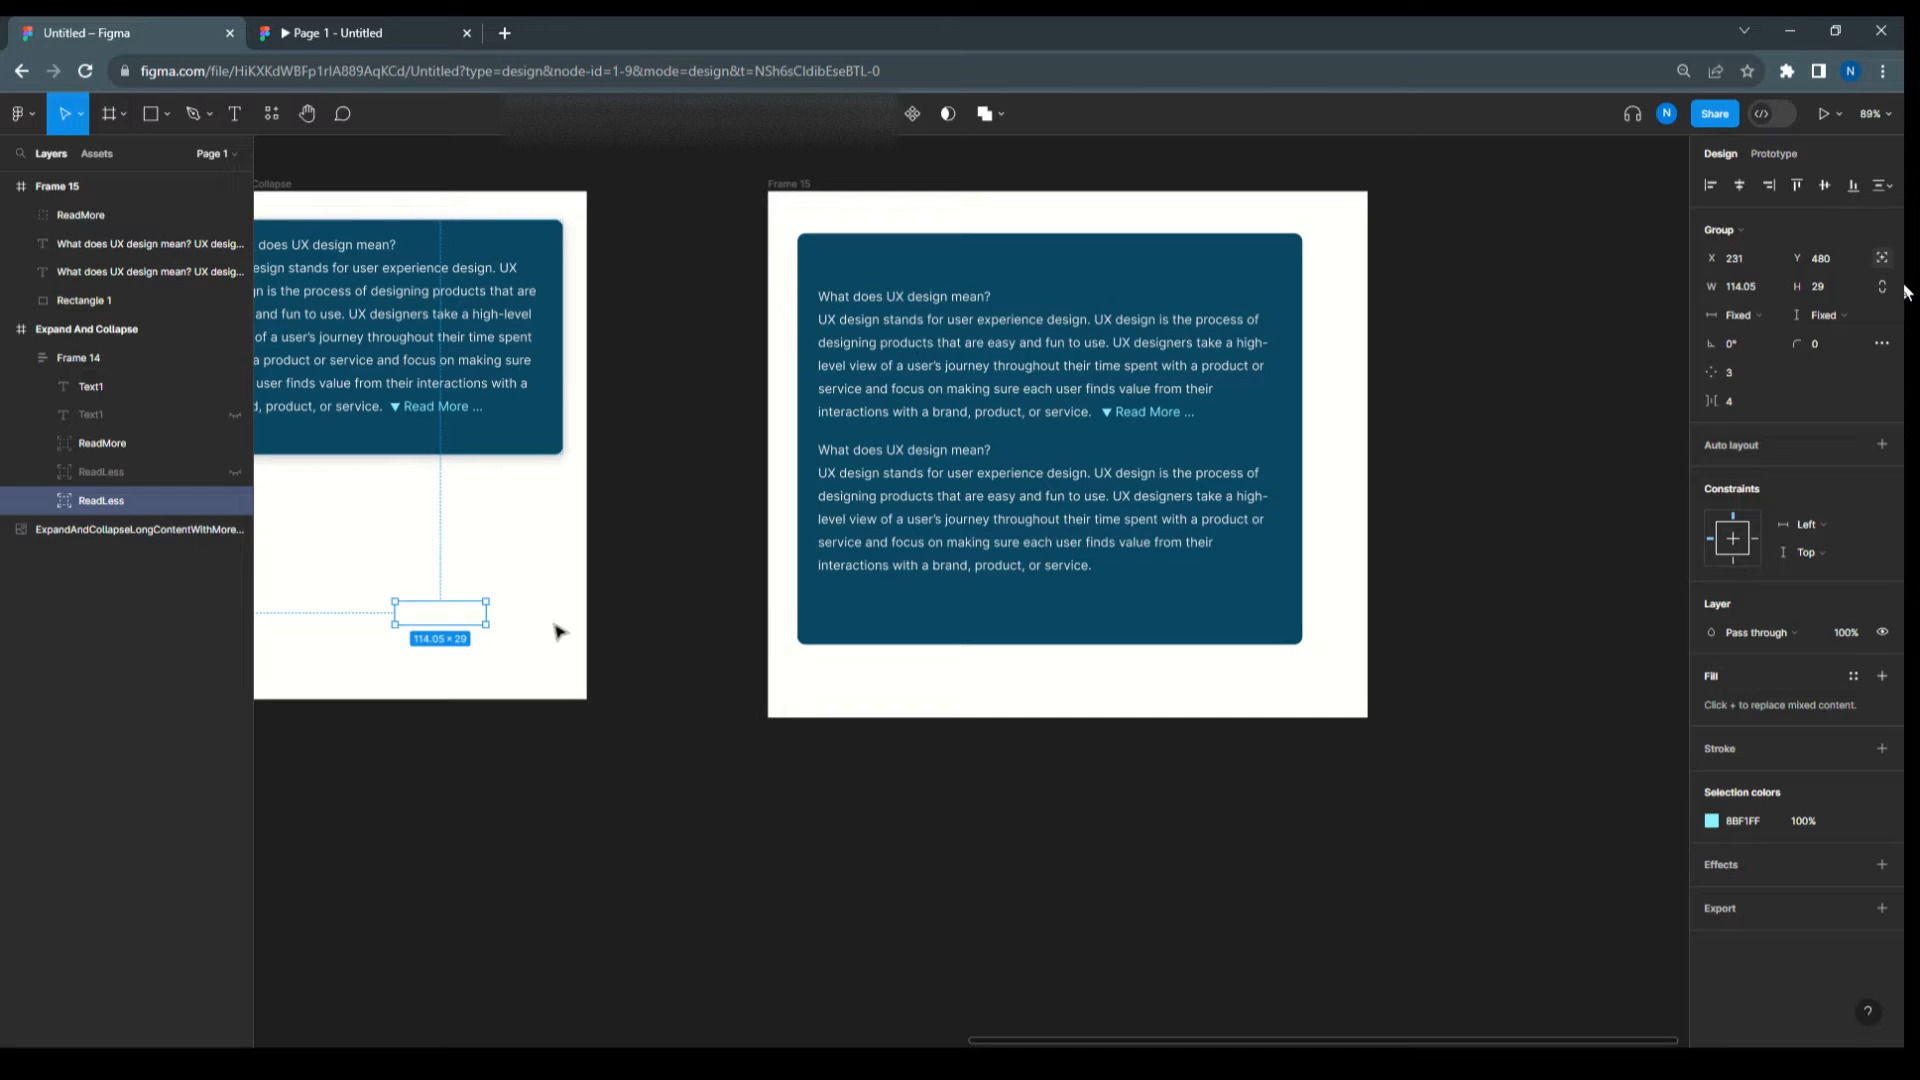 Untitled – Figma
Page 1 - Untitled
figma.com/file/HiKXKdWBFp1rIA889AqKCd/Untitled?type=design&node-id=1-9&mode=design&t=NSh6sCIdibEseBTL-0
N
N
Share
89%
Layers
Assets
Page 1
Frame 15
ReadMore
What does UX design mean? UX desig...
What does UX design mean? UX desig...
Rectangle 1
Expand And Collapse
Frame 14
Text1
Text1
ReadMore
ReadLess
ReadLess
ExpandAndCollapseLongContentWithMore...
Collapse
does UX design mean?
esign stands for user experience design. UX
n is the process of designing products that are
and fun to use. UX designers take a high-level
of a user's journey throughout their time spent
a product or service and focus on making sure
user finds value from their interactions with a
d, product, or service. ▼ Read More ...
114.05 × 29
Frame 15
What does UX design mean?
UX design stands for user experience design. UX design is the process of
designing products that are easy and fun to use. UX designers take a high-
level view of a user's journey throughout their time spent with a product or
service and focus on making sure each user finds value from their
interactions with a brand, product, or service. ▼ Read More ...
What does UX design mean?
UX design stands for user experience design. UX design is the process of
designing products that are easy and fun to use. UX designers take a high-
level view of a user's journey throughout their time spent with a product or
service and focus on making sure each user finds value from their
interactions with a brand, product, or service.
Design
Prototype
Group
X 231 Y 480
W 114.05 H 29
Fixed Fixed
0° 0
3
4
Auto layout
Constraints
Left
Top
Layer
Pass through 100%
Fill
Click + to replace mixed content.
Stroke
Selection colors
8BF1FF 100%
Effects
Export
?